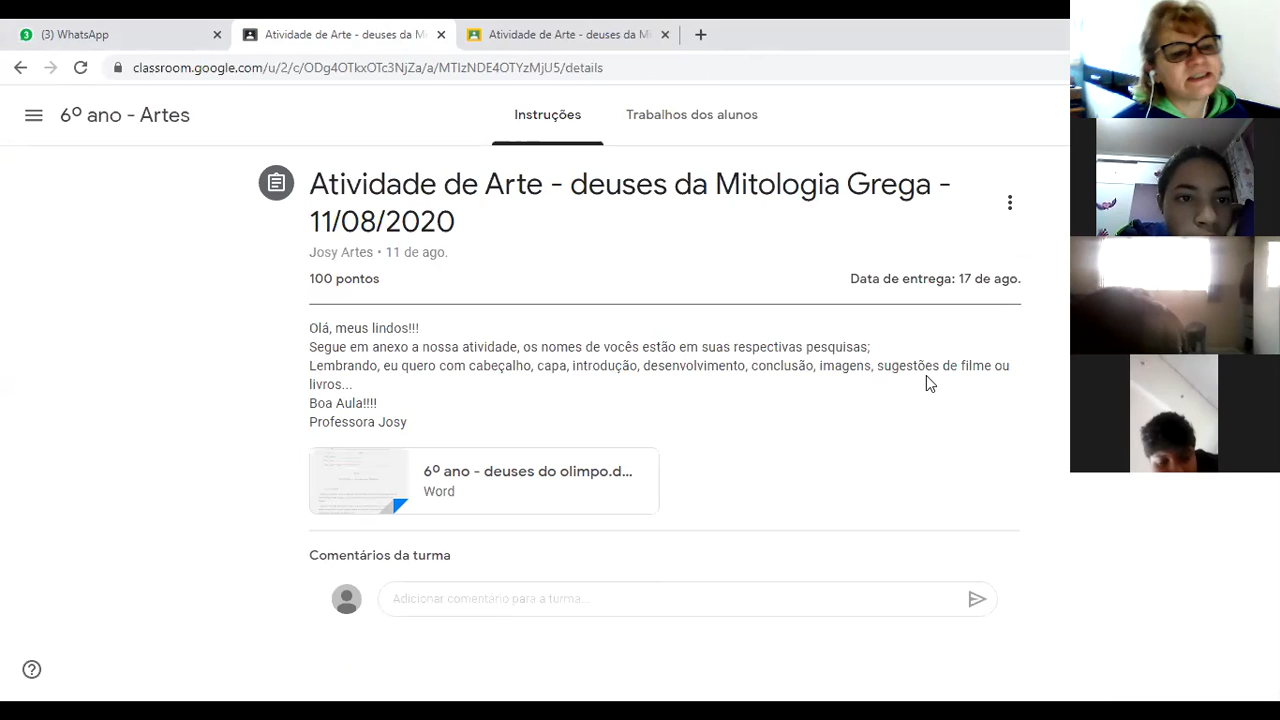 (3) WhatsApp
Atividade de Arte - deuses da M
Atividade de Arte - deuses da M
classroom.google.com/u/2/c/ODg4OTkxOTc3NjZa/a/MTIzNDE4OTYzMjU5/details
6º ano - Artes
Instruções
Trabalhos dos alunos
Atividade de Arte - deuses da Mitologia Grega -
11/08/2020
Josy Artes • 11 de ago.
100 pontos
Data de entrega: 17 de ago.
Olá, meus lindos!!!
Segue em anexo a nossa atividade, os nomes de vocês estão em suas respectivas pesquisas;
Lembrando, eu quero com cabeçalho, capa, introdução, desenvolvimento, conclusão, imagens, sugestões de filme ou
livros...
Boa Aula!!!!
Professora Josy
6º ano - deuses do olimpo.d...
Word
Comentários da turma
Adicionar comentário para a turma...